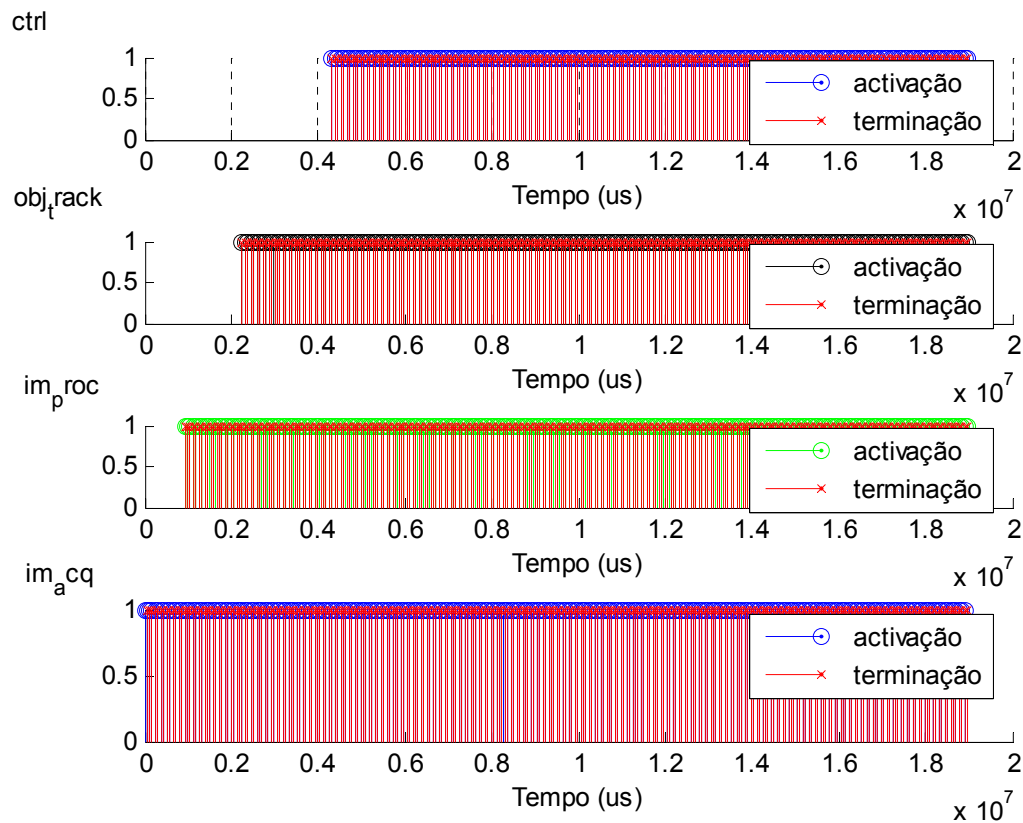 ctrl
1
0.5
0
activação
terminação
0 0.2 0.4 0.6 0.8 1 1.2 1.4 1.6 1.8 2
Tempo (us)
x 10^7
obj_track
1
0.5
0
activação
terminação
0 0.2 0.4 0.6 0.8 1 1.2 1.4 1.6 1.8 2
Tempo (us)
x 10^7
im_proc
1
0.5
0
activação
terminação
0 0.2 0.4 0.6 0.8 1 1.2 1.4 1.6 1.8 2
Tempo (us)
x 10^7
im_acq
1
0.5
0
activação
terminação
0 0.2 0.4 0.6 0.8 1 1.2 1.4 1.6 1.8 2
Tempo (us)
x 10^7